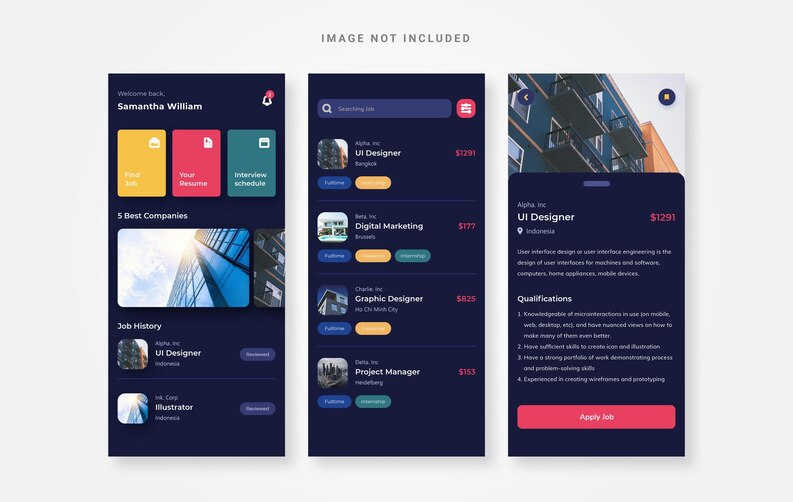 IMAGE NOT INCLUDED
Welcome back,
Samantha William
2
Find
Job
Your
Resume
Interview
schedule
5 Best Companies
Job History
Alpha. Inc
UI Designer
Indonesia
Reviewed
Ink. Corp
Illustrator
Indonesia
Reviewed
Searching Job
Alpha. Inc
UI Designer
$1291
Bangkok
Fulltime
Internship
Beta. Inc
Digital Marketing
$177
Brussels
Fulltime
Freelance
Internship
Charlie. Inc
Graphic Designer
$825
Ho Chi Minh City
Fulltime
Freelance
Delta. Inc
Project Manager
$153
Heidelberg
Fulltime
Internship
Alpha. Inc
UI Designer
$1291
Indonesia
User interface design or user interface engineering is the
design of user interfaces for machines and software,
computers, home appliances, mobile devices,
Qualifications
1. Knowledgeable of microinteractions in use (on mobile,
web, desktop, etc), and have nuanced views on how to
make many of them even better.
2. Have sufficient skills to create icon and illustration
3. Have a strong portfolio of work demonstrating process
and problem-solving skills
4. Experienced in creating wireframes and prototyping
Apply Job